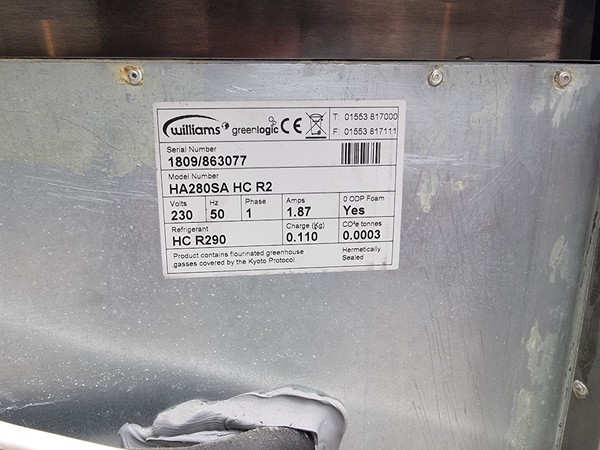 williams greenlogic CE T: 01553 817000
F: 01553 817111
Serial Number
1809/863077
Model Number
HA280SA HC R2
Volts Hz Phase Amps 0 ODP Foam
230 50 1 1.87 Yes
Refrigerant Charge (Kg) CO²e tonnes
HC R290 0.110 0.0003
Product contains flourinated greenhouse Hermetically
gasses covered by the Kyoto Protocol. Sealed